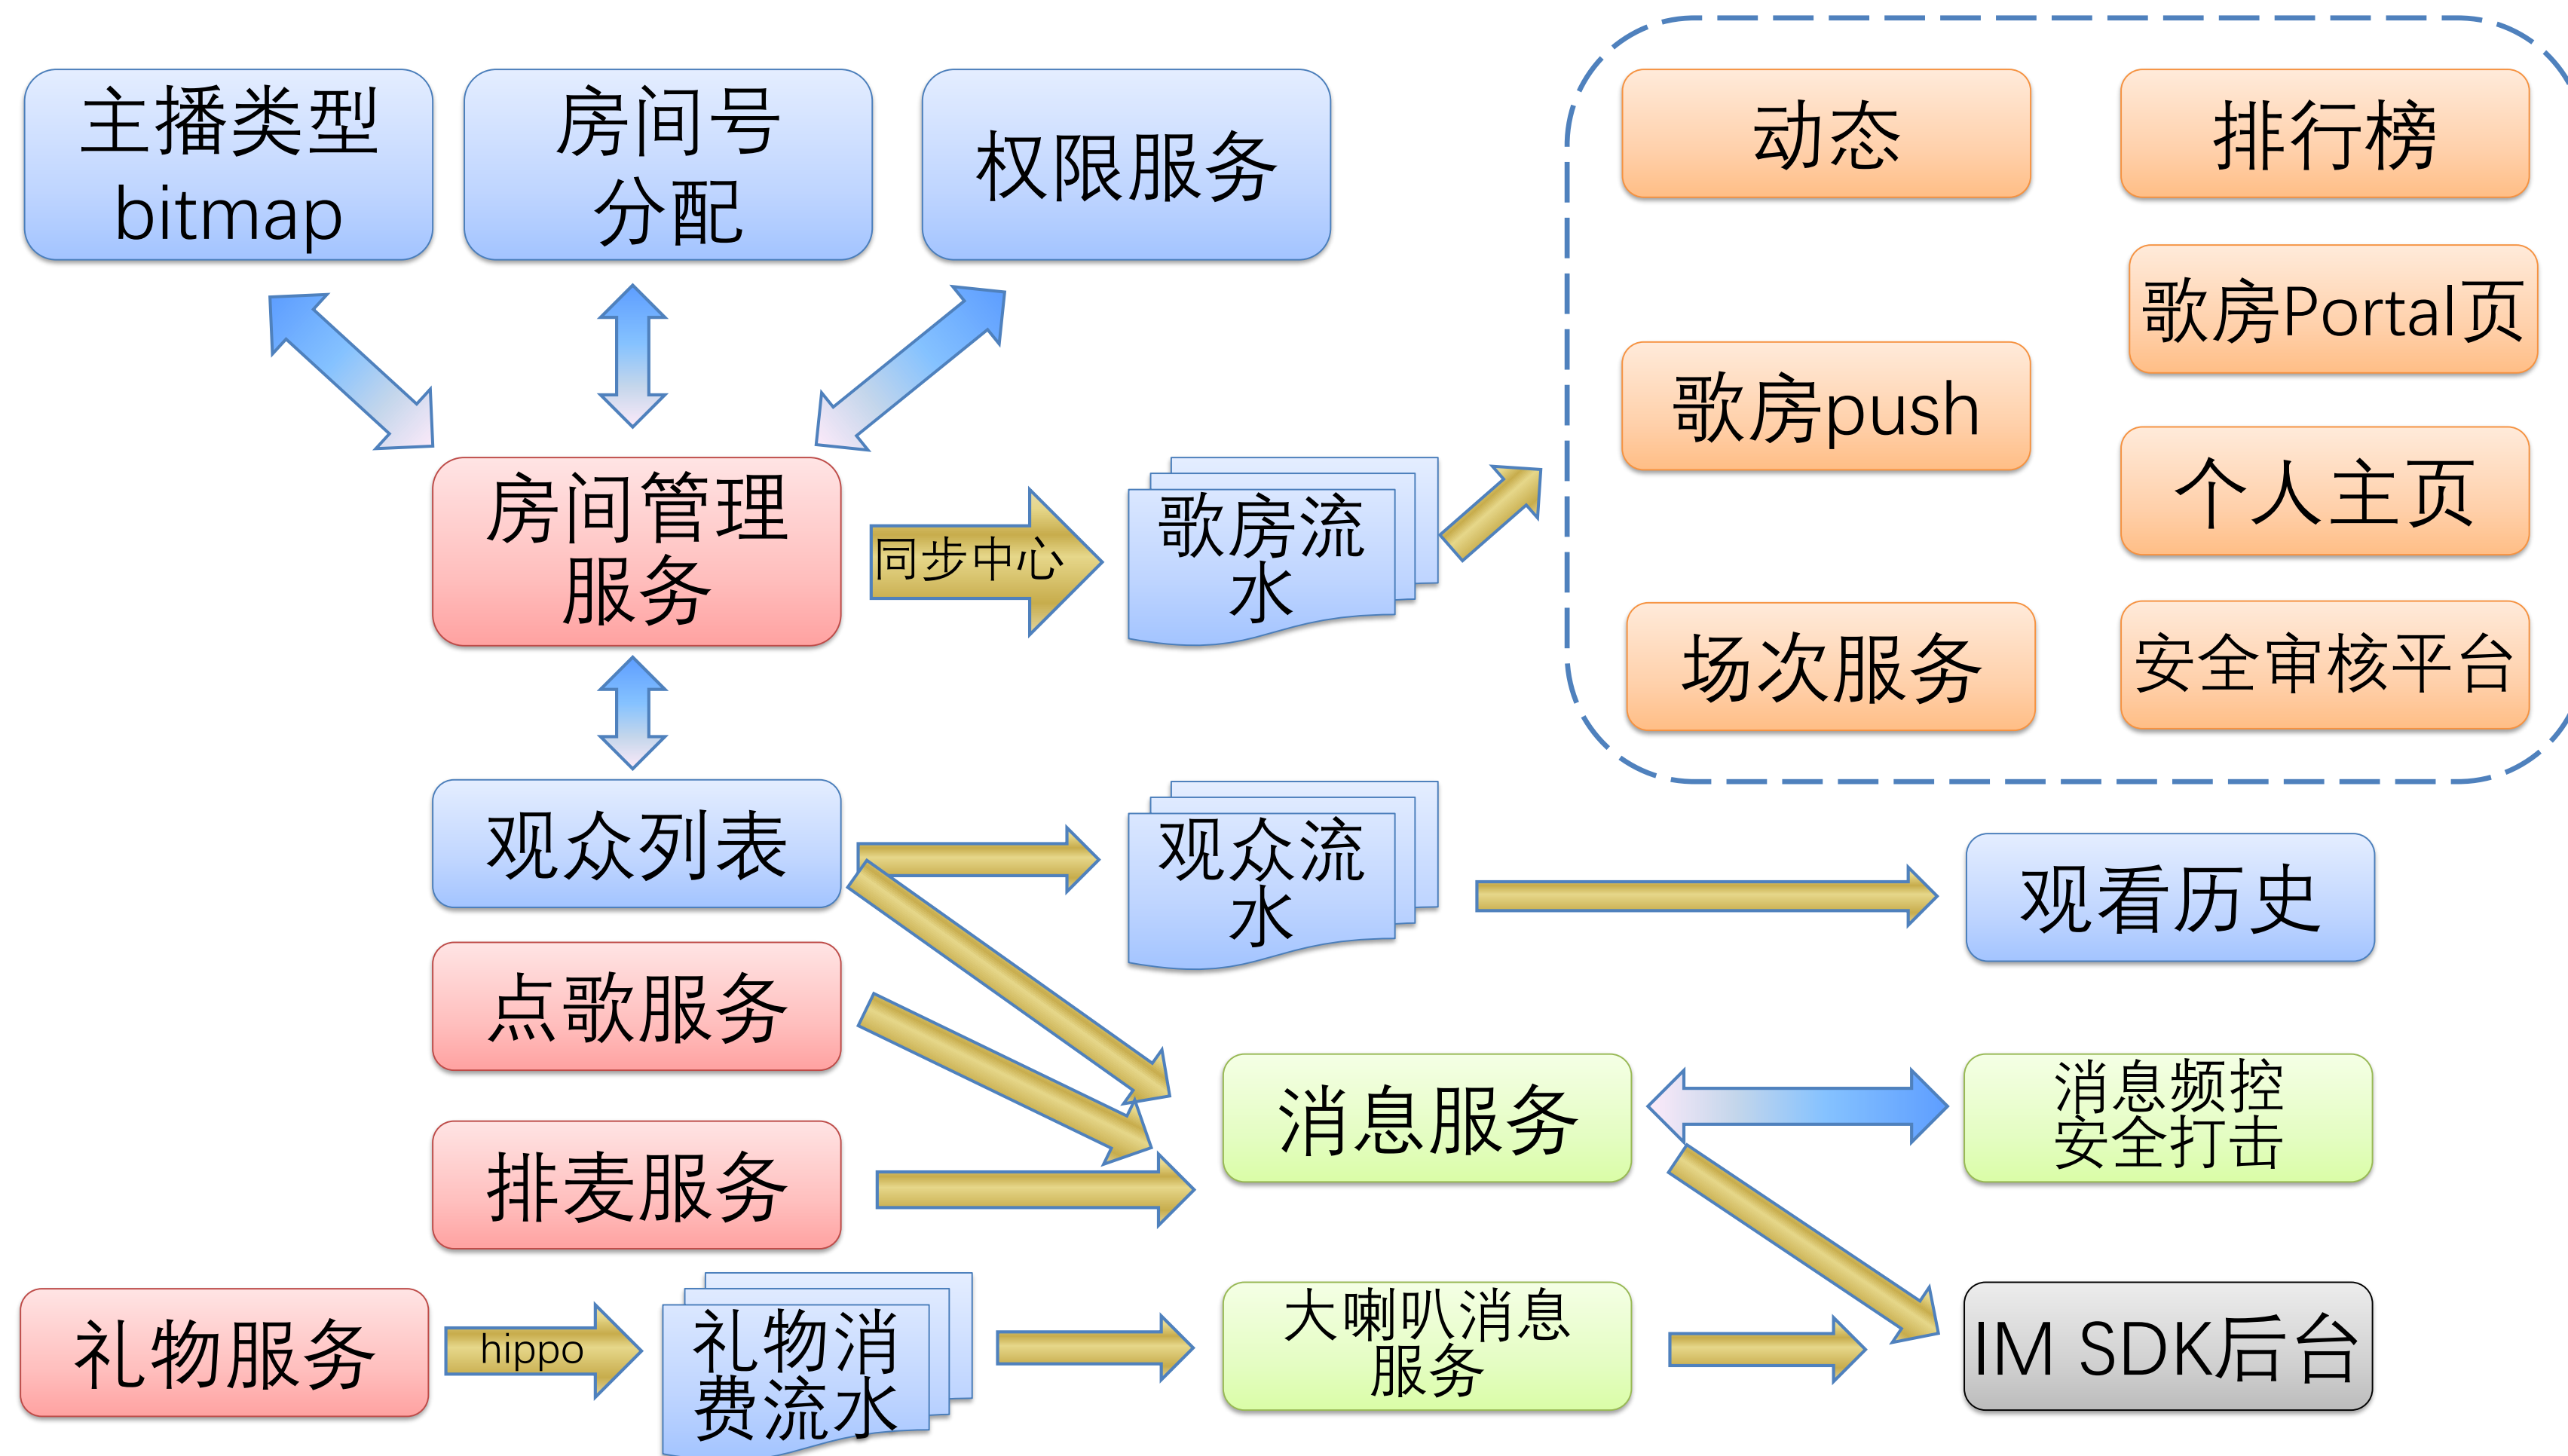 主播类型
bitmap
房间号
分配
权限服务
动态
排行榜
歌房Portal页
歌房push
个人主页
房间管理
服务
同步中心
歌房流
水
场次服务
安全审核平台
观众列表
观众流
水
观看历史
点歌服务
消息服务
消息频控
安全打击
排麦服务
礼物服务
hippo
礼物消
费流水
大喇叭消息
服务
IM SDK后台